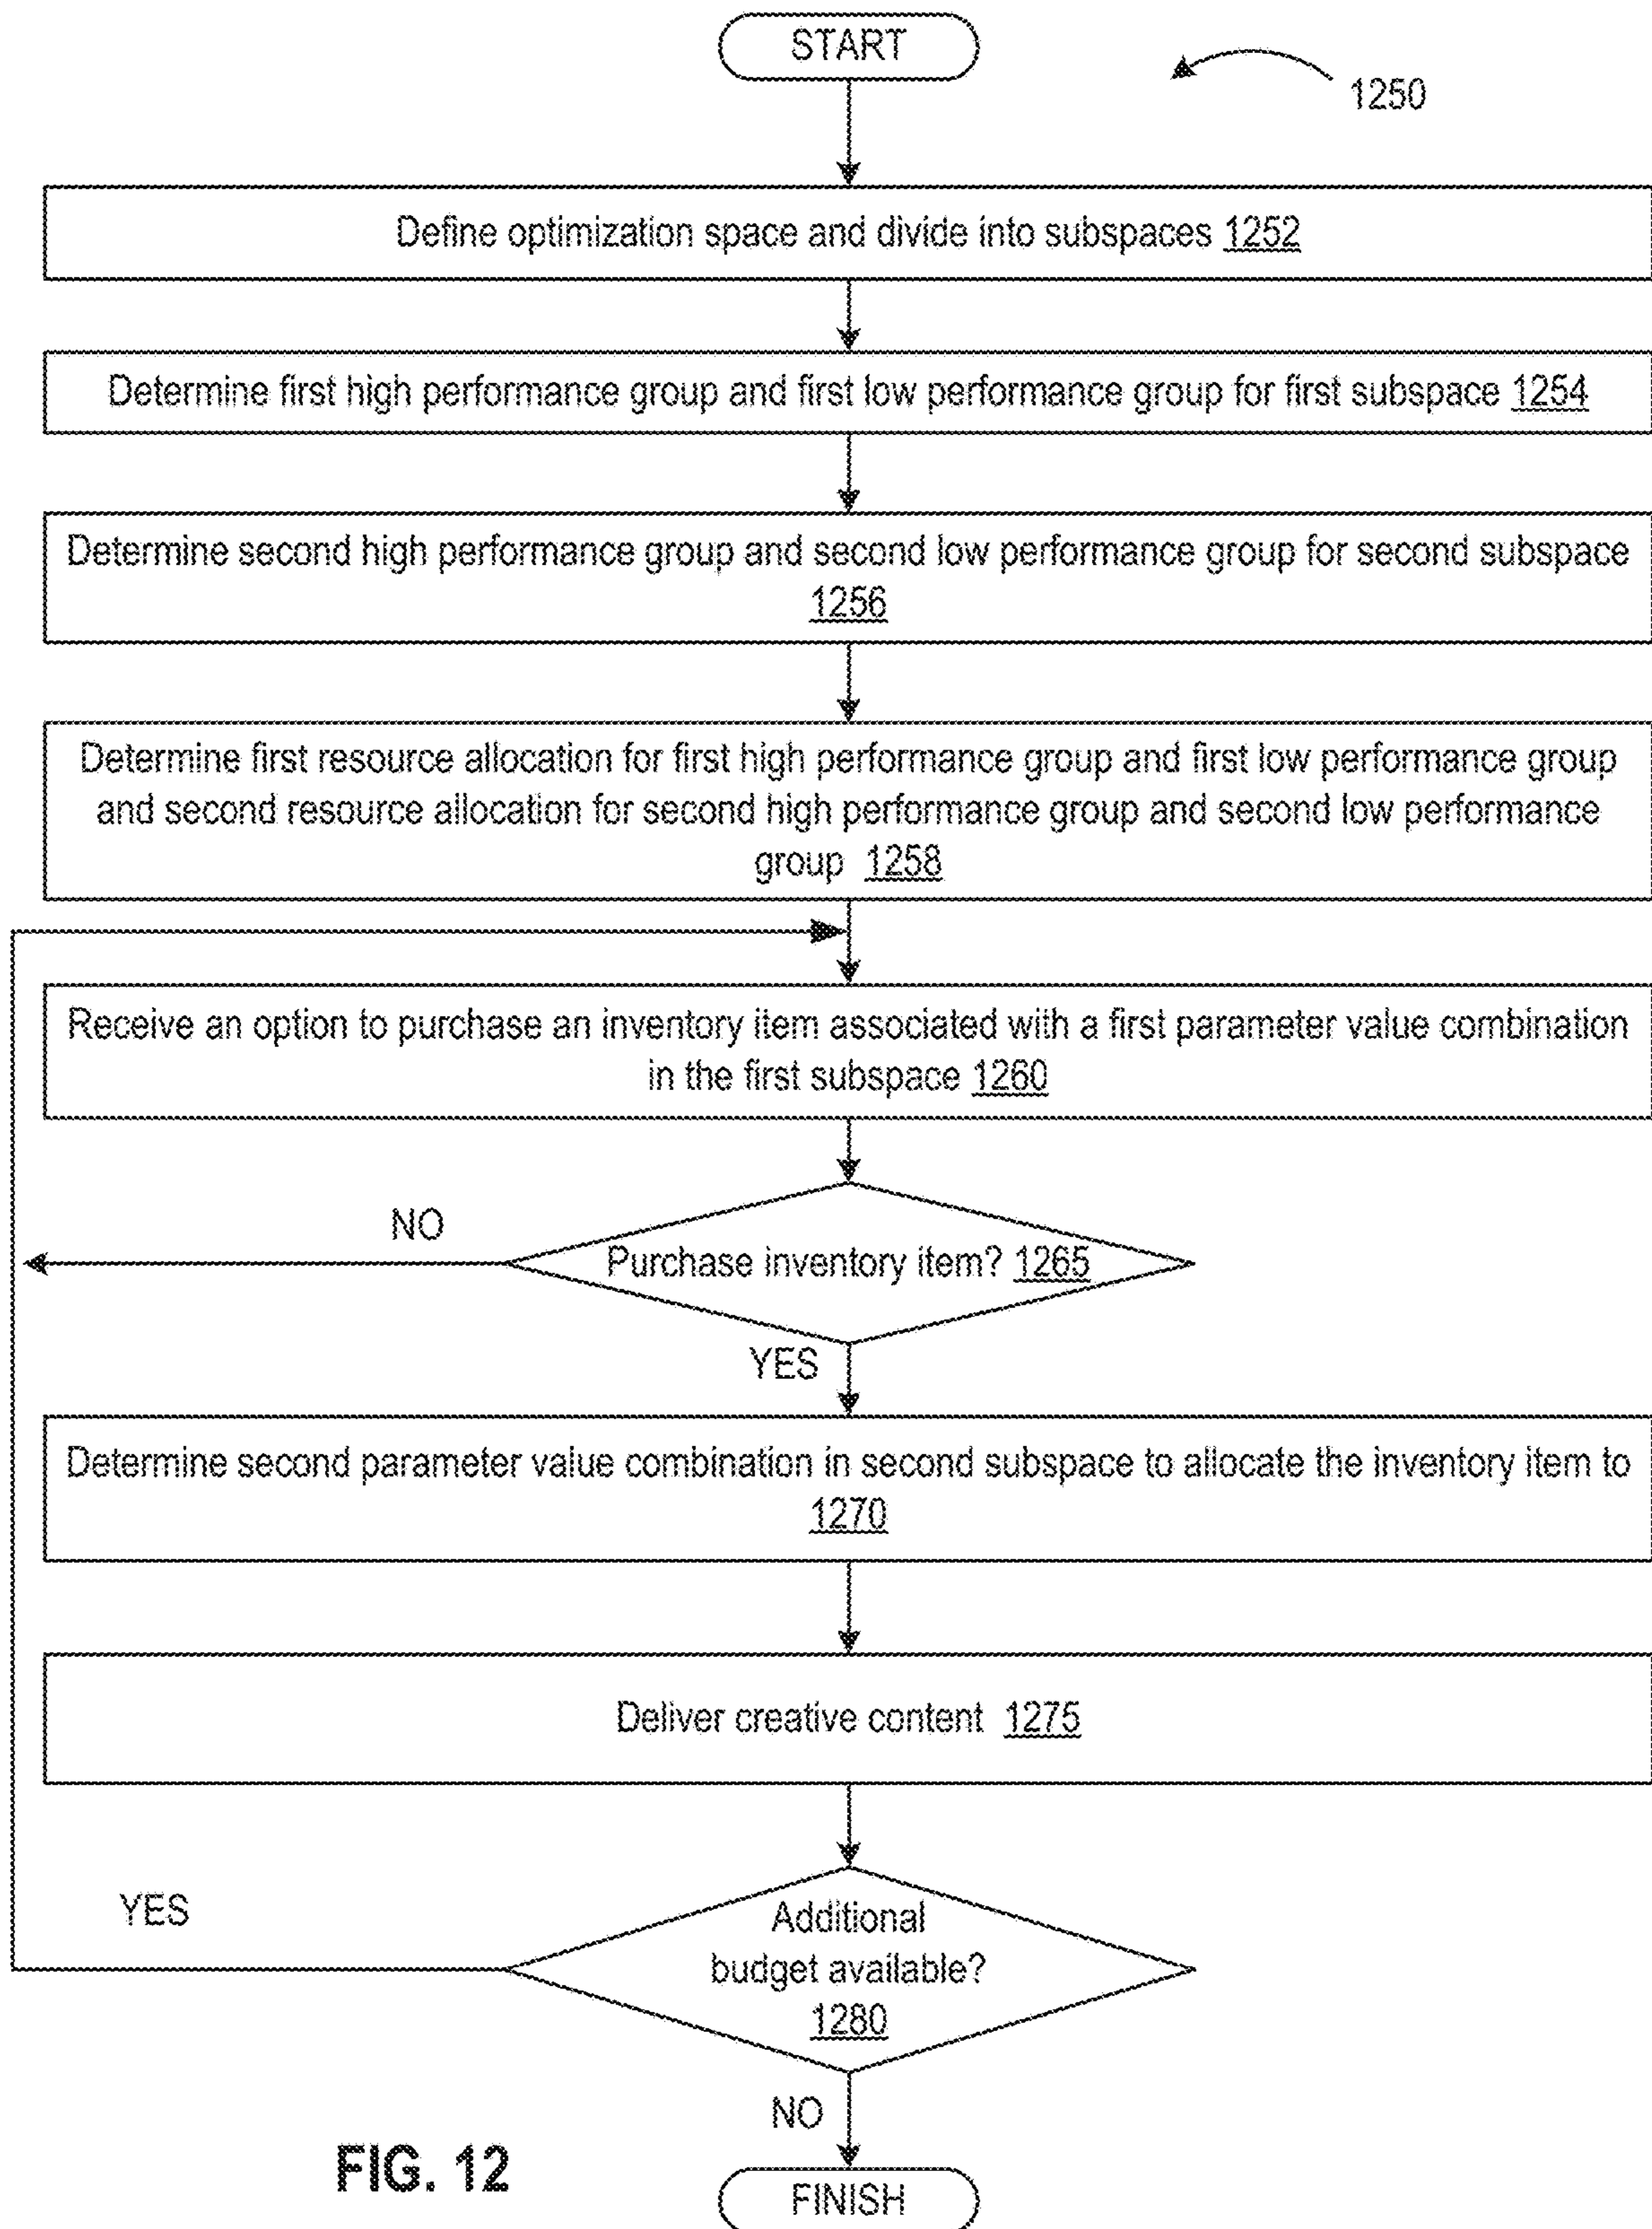 START
1250
Define optimization space and divide into subspaces 1252
Determine first high performance group and first low performance group for first subspace 1254
Determine second high performance group and second low performance group for second subspace
1256
Determine first resource allocation for first high performance group and first low performance group
and second resource allocation for second high performance group and second low performance
group 1258
Receive an option to purchase an inventory item associated with a first parameter value combination
in the first subspace 1260
NO
Purchase inventory item? 1265
YES
Determine second parameter value combination in second subspace to allocate the inventory item to
1270
Deliver creative content 1275
YES
Additional
budget available?
1280
NO
FIG. 12
FINISH